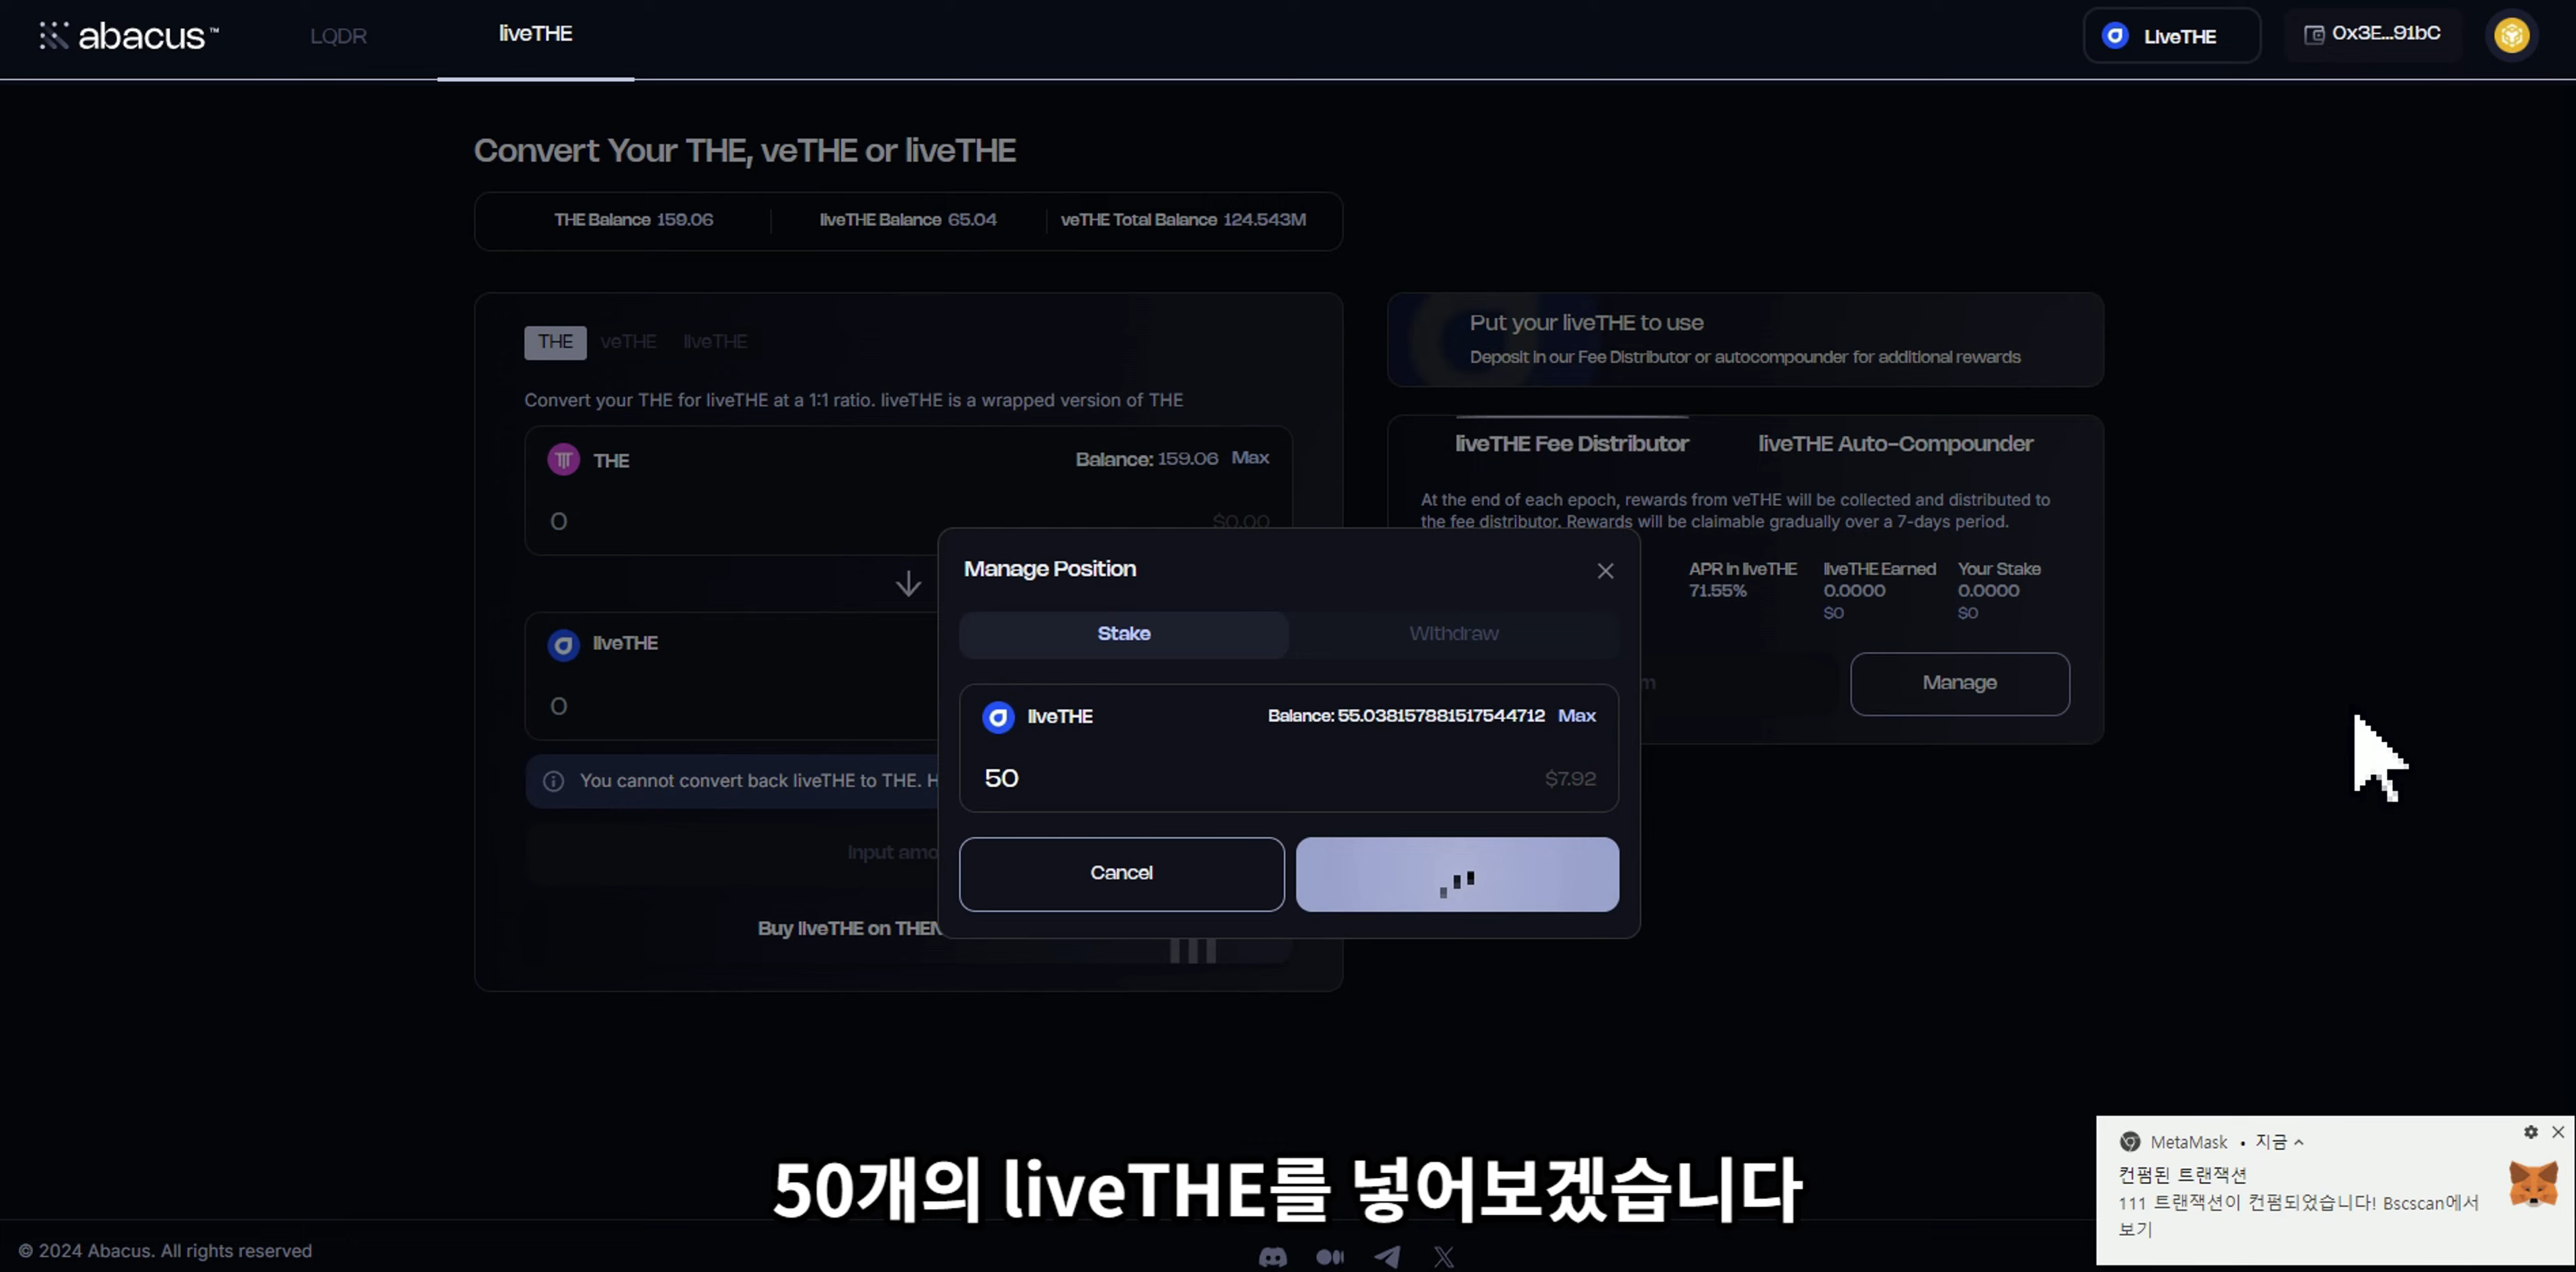 abacus™
LQDR
liveTHE
LiveTHE
0x3E...91bC
Convert Your THE, veTHE or liveTHE
THE Balance 159.06
liveTHE Balance 65.04
veTHE Total Balance 124.543M
THE veTHE liveTHE
Convert your THE for liveTHE at a 1:1 ratio. liveTHE is a wrapped version of THE
THE
Balance: 159.06 Max
0
$0.00
liveTHE
0
You cannot convert back liveTHE to THE. H
Input amo
Buy liveTHE on THEN
Put your liveTHE to use
Deposit in our Fee Distributor or autocompounder for additional rewards
liveTHE Fee Distributor
liveTHE Auto-Compounder
At the end of each epoch, rewards from veTHE will be collected and distributed to
the fee distributor. Rewards will be claimable gradually over a 7-days period.
APR in liveTHE
71.55%
liveTHE Earned
0.0000
$0
Your Stake
0.0000
$0
m
Manage
Manage Position
Stake
Withdraw
liveTHE
Balance: 55.038157881517544712 Max
50
$7.92
Cancel
50개의 liveTHE를 넣어보겠습니다
MetaMask • 지금
컨펌된 트랜잭션
111 트랜잭션이 컨펌되었습니다! Bscscan에서
보기
© 2024 Abacus. All rights reserved